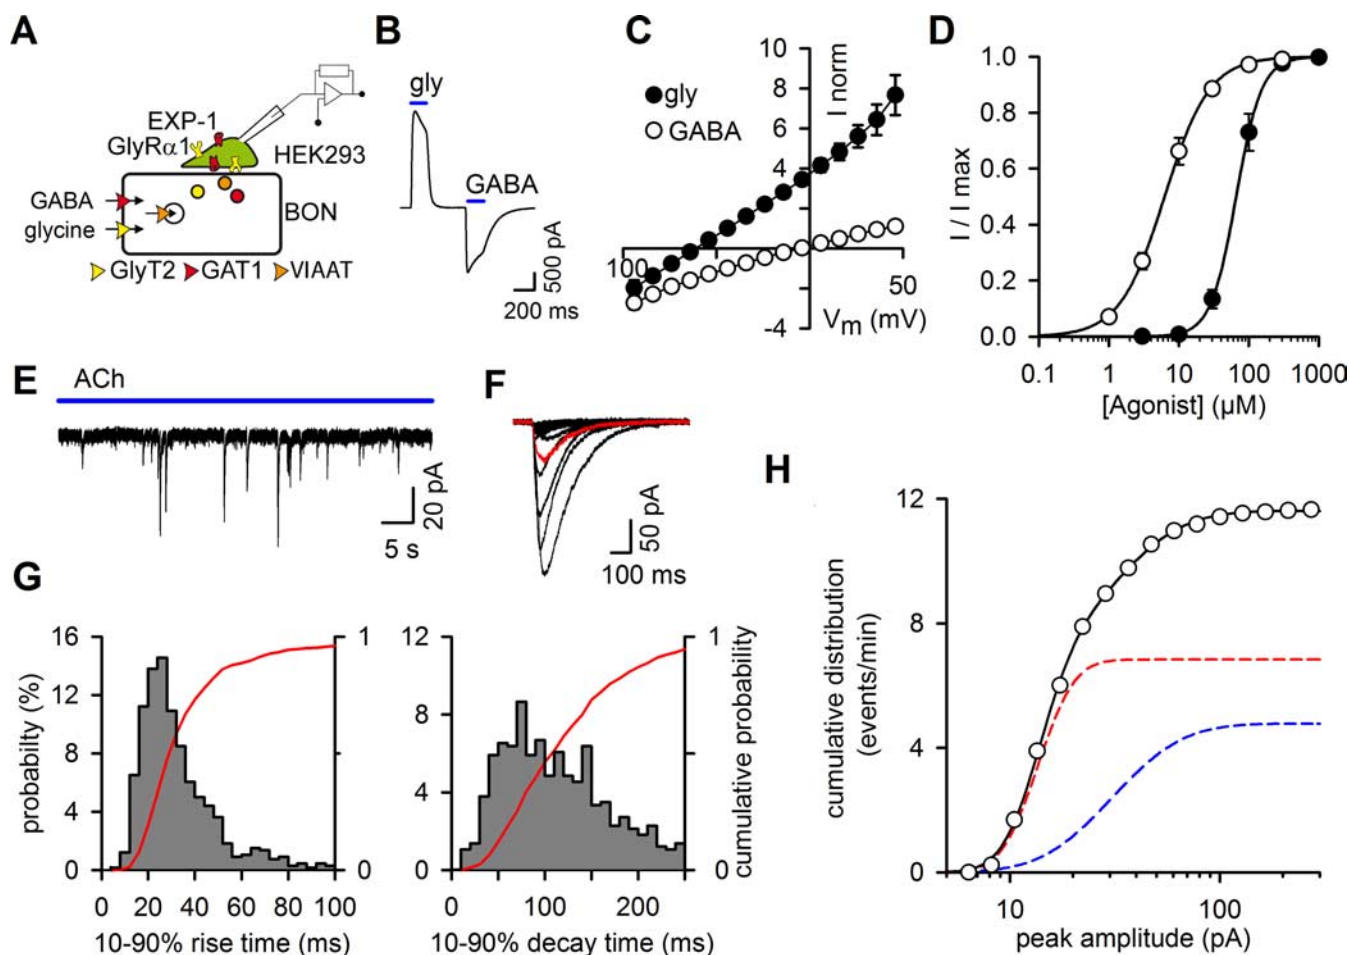 A
EXP-1
GlyRα1
HEK293
GABA
glycine
BON
GlyT2
GAT1
VIAAT
B
gly
GABA
500 pA
200 ms
C
10
8
6
4
2
-4
I norm
gly
GABA
100
50
Vm (mV)
D
1.0
0.8
0.6
0.4
0.2
0.0
I / I max
0.1
1
10
100
1000
[Agonist] (µM)
E
ACh
20 pA
5 s
F
50 pA
100 ms
G
16
12
8
4
0
probabilty (%)
1
0
0
20
40
60
80
100
10-90% rise time (ms)
12
8
4
0
1
0
cumulative probability
0
100
200
10-90% decay time (ms)
H
12
8
4
0
cumulative distribution
(events/min)
10
100
peak amplitude (pA)